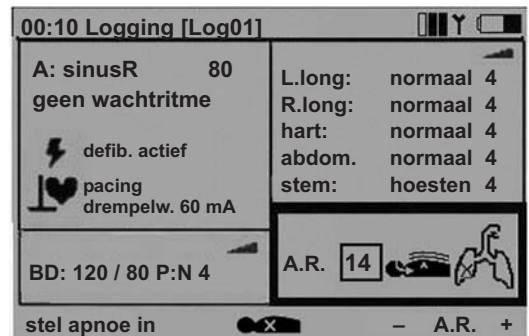 00:10 Logging [Log01]
A: sinusR 80
geen wachtritme
defib. actief
pacing
drempelw. 60 mA
BD: 120 / 80 P:N 4
L.long: normaal 4
R.long: normaal 4
hart: normaal 4
abdom. normaal 4
stem: hoesten 4
A.R. 14
stel apnoe in – A.R. +